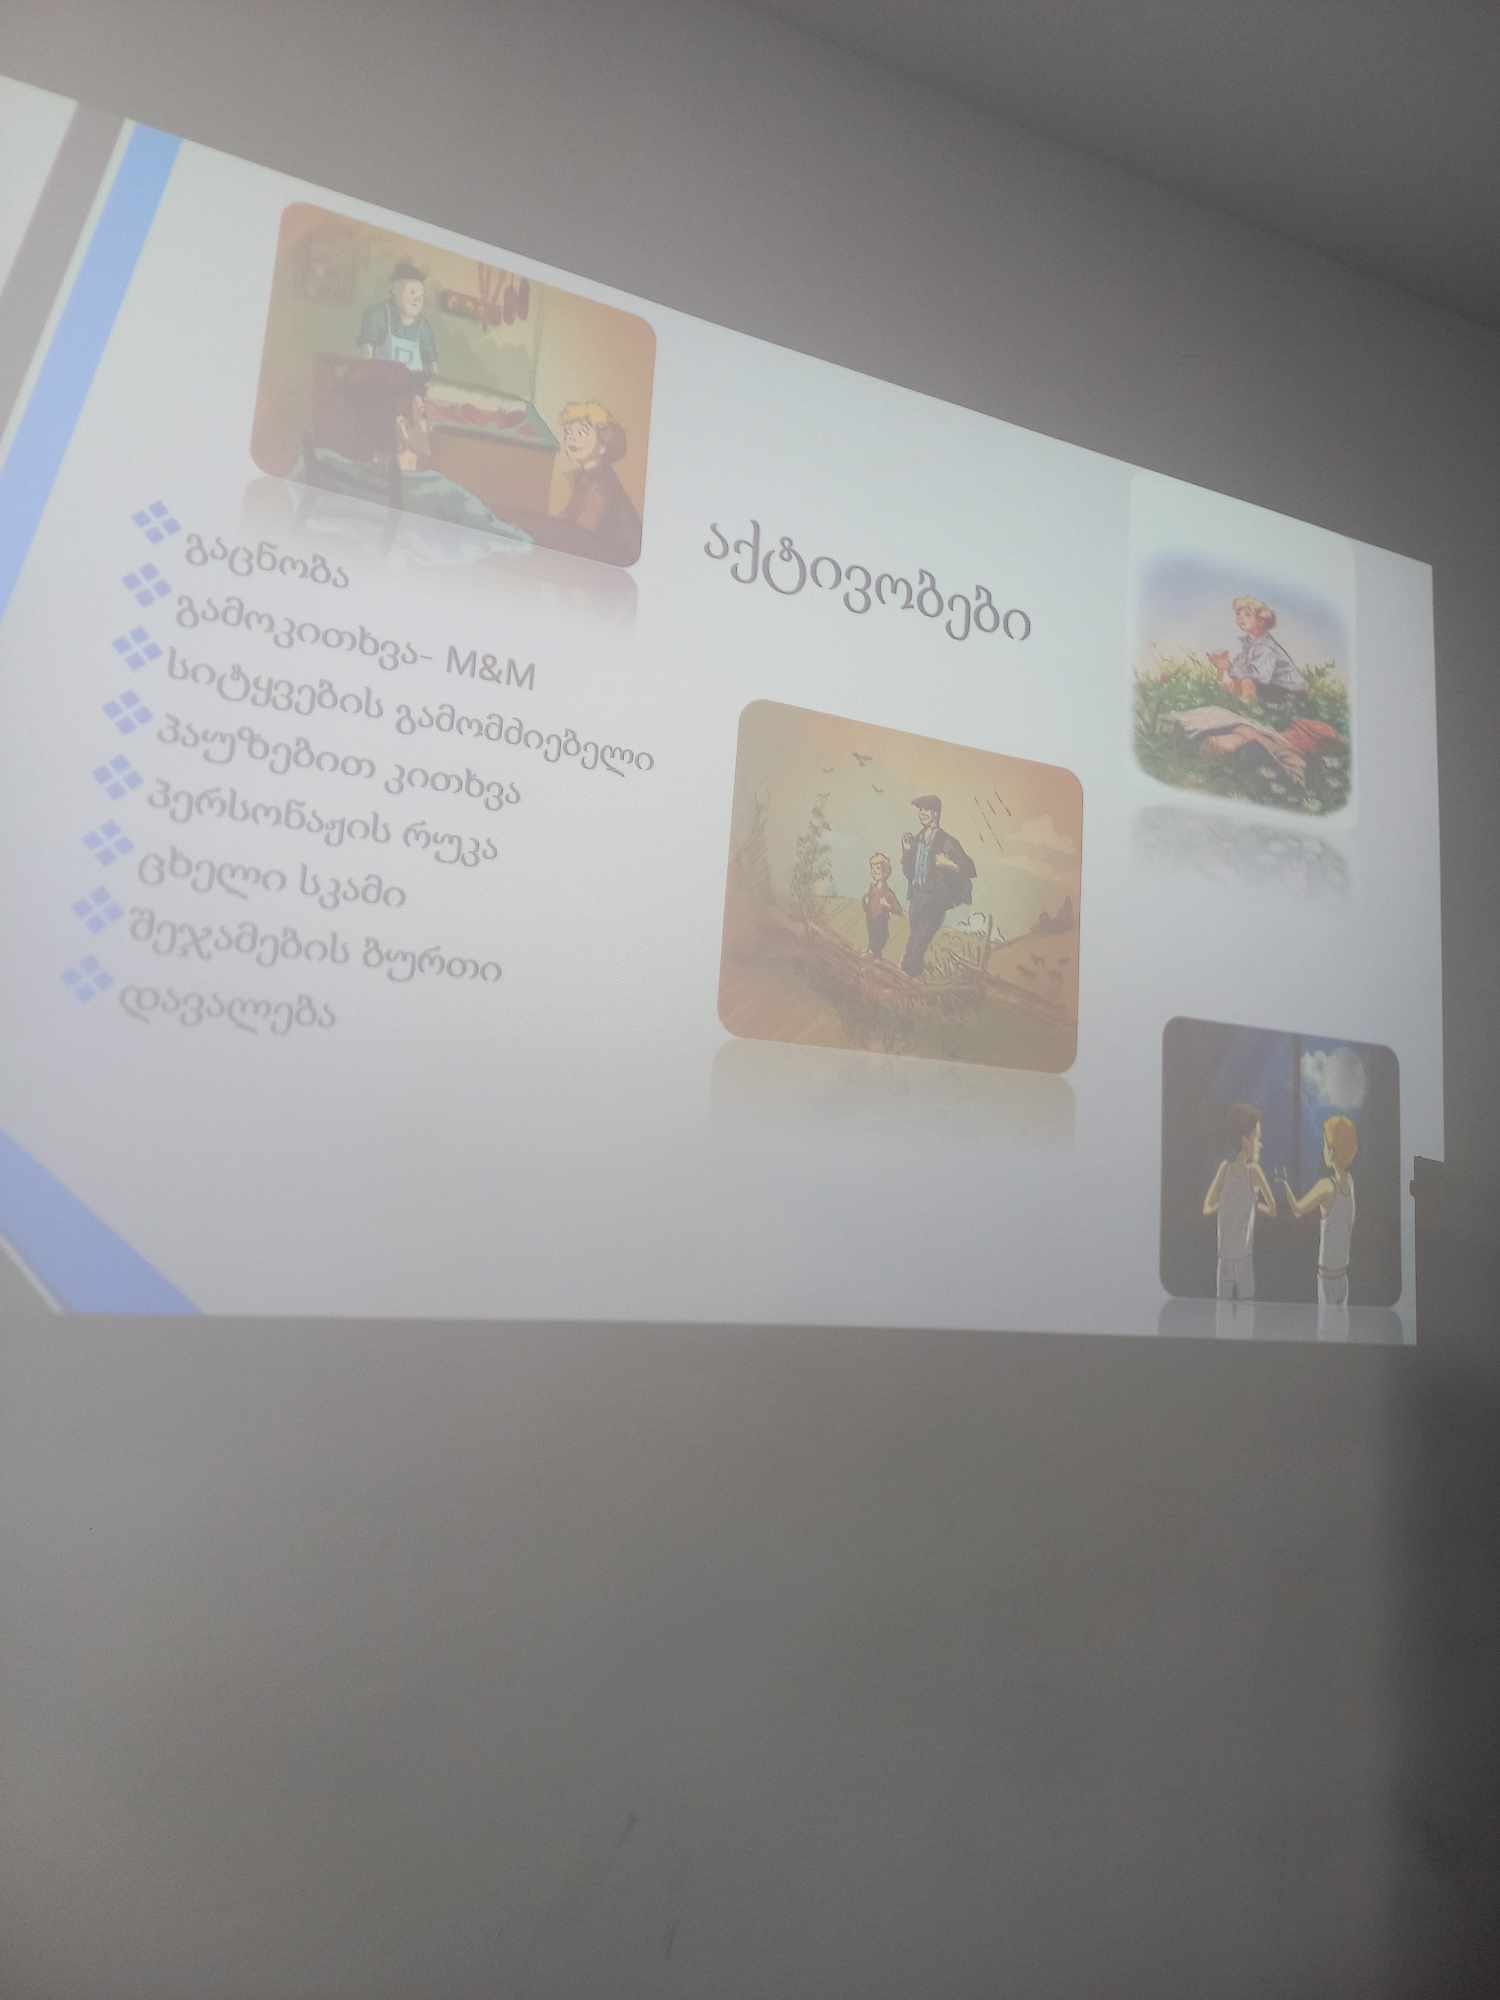 აქტივობები
გაცნობა
გამოკითხვა- M&M
სიტყვების გამომძიებელი
პაუზებით კითხვა
პერსონაჟის რუკა
ცხელი სკამი
შეჯამების ბურთი
დავალება